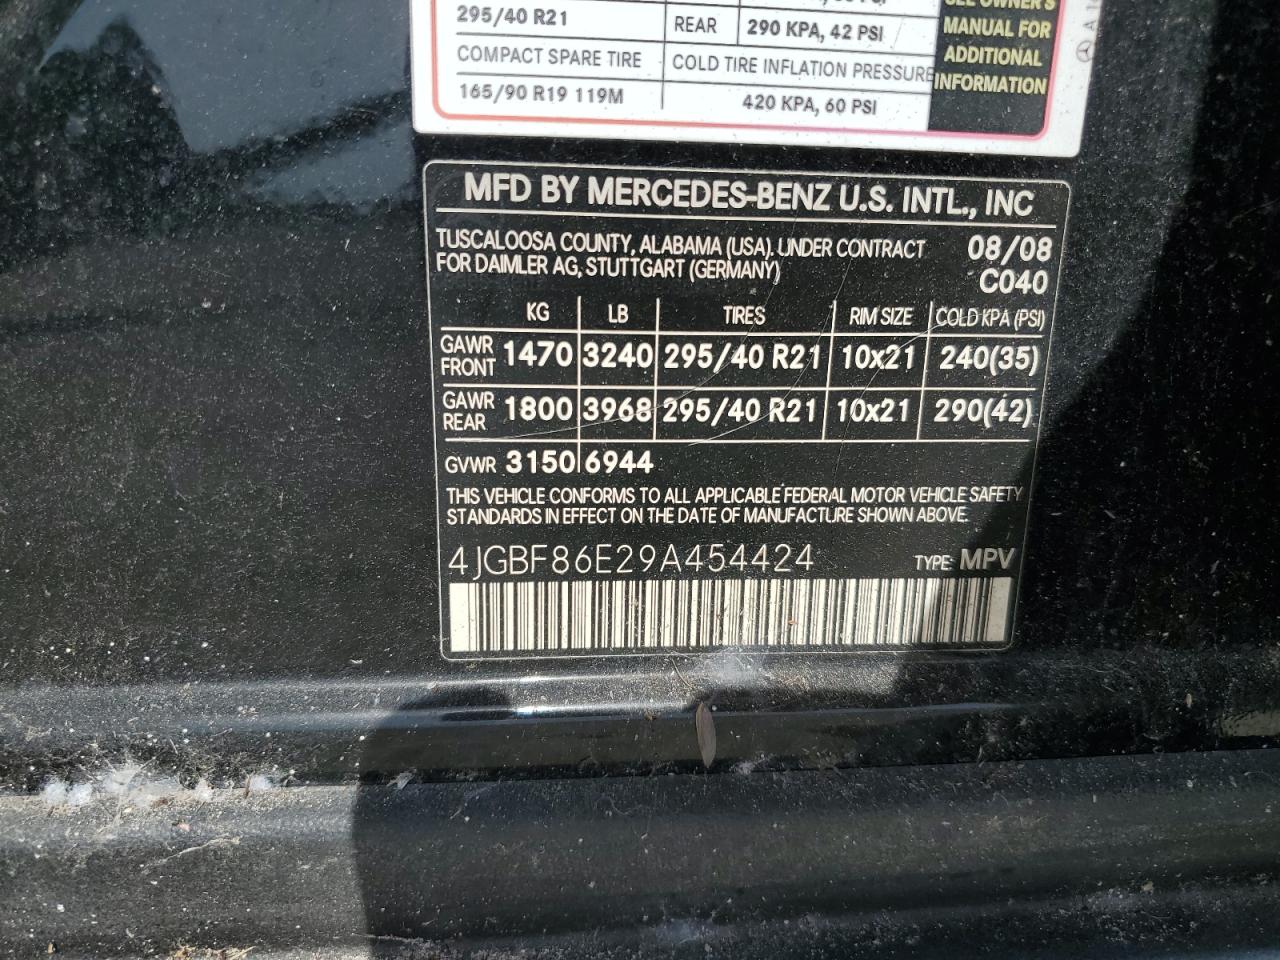 295/40 R21 REAR 290 KPA, 42 PSI
COMPACT SPARE TIRE COLD TIRE INFLATION PRESSURE
165/90 R19 119M 420 KPA, 60 PSI
SEE OWNER'S
MANUAL FOR
ADDITIONAL
INFORMATION
MFD BY MERCEDES-BENZ U.S. INTL., INC
TUSCALOOSA COUNTY, ALABAMA (USA). UNDER CONTRACT 08/08
FOR DAIMLER AG, STUTTGART (GERMANY) C040
KG LB TIRES RIM SIZE COLD KPA (PSI)
GAWR FRONT 1470 3240 295/40 R21 10x21 240(35)
GAWR REAR 1800 3968 295/40 R21 10x21 290(42)
GVWR 3150 6944
THIS VEHICLE CONFORMS TO ALL APPLICABLE FEDERAL MOTOR VEHICLE SAFETY
STANDARDS IN EFFECT ON THE DATE OF MANUFACTURE SHOWN ABOVE.
4JGBF86E29A454424 TYPE: MPV